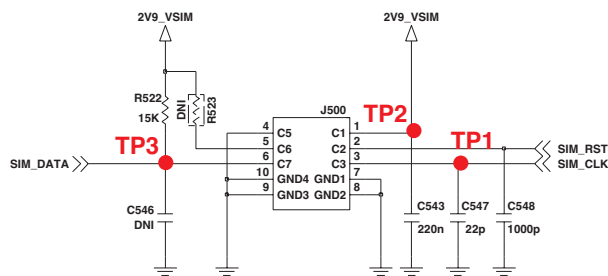 2V9_VSIM
2V9_VSIM
R522
15K
DNI
R523
J500
TP2
TP1
TP3
4 C5 C1 1
5 C6 C2 2
6 C7 C3 3
10 GND4 GND1 7
9 GND3 GND2 8
SIM_DATA
SIM_RST
SIM_CLK
C546
DNI
C543
220n
C547
22p
C548
1000p